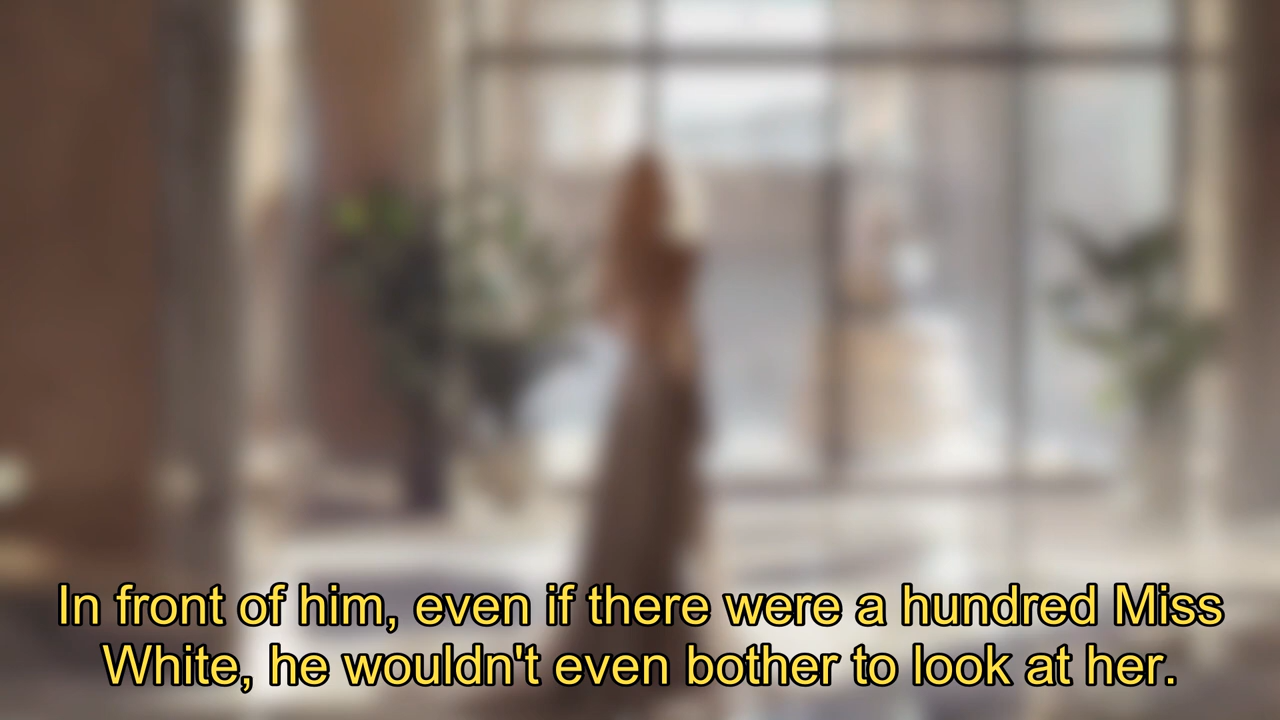 In front of him, even if there were a hundred Miss
White, he wouldn't even bother to look at her.